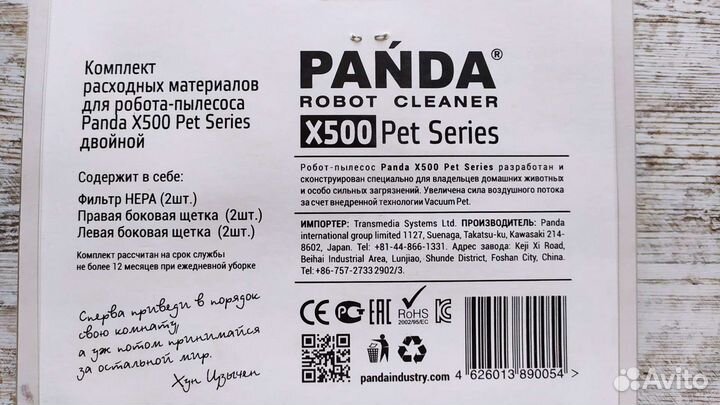 Комплект
расходных материалов
для робота-пылесоса
Panda X500 Pet Series
двойной
Содержит в себе:
Фильтр HEPA (2шт.)
Правая боковая щетка (2шт.)
Левая боковая щетка (2шт.)
Комплект рассчитан на срок службы
не более 12 месяцев при ежедневной уборке
Сперва приведи в порядок
свою комнату,
а уж потом принимайся
за остальной мир.
Хун Цзычен
PAŃDA®
ROBOT CLEANER
X500 Pet Series
Робот-пылесос Panda X500 Pet Series разработан и
сконструирован специально для владельцев домашних животных
и особо сильных загрязнений. Увеличена сила воздушного потока
за счет внедренной технологии Vacuum Pet.
ИМПОРТЕР: Transmedia Systems Ltd. ПРОИЗВОДИТЕЛЬ: Panda
international group limited 1127, Suenaga, Takatsu-ku, Kawasaki 214-
8602, Japan. Tel: +81-44-866-1331. Адрес завода: Keji Xi Road,
Beihai Industrial Area, Lunjiao, Shunde District, Foshan City, China.
Tel: +86-757-2733 2902/3.
CE PG EAC RoHS
2002/95/EC
pandaindustry.com
4 626013 890054 >
Avito